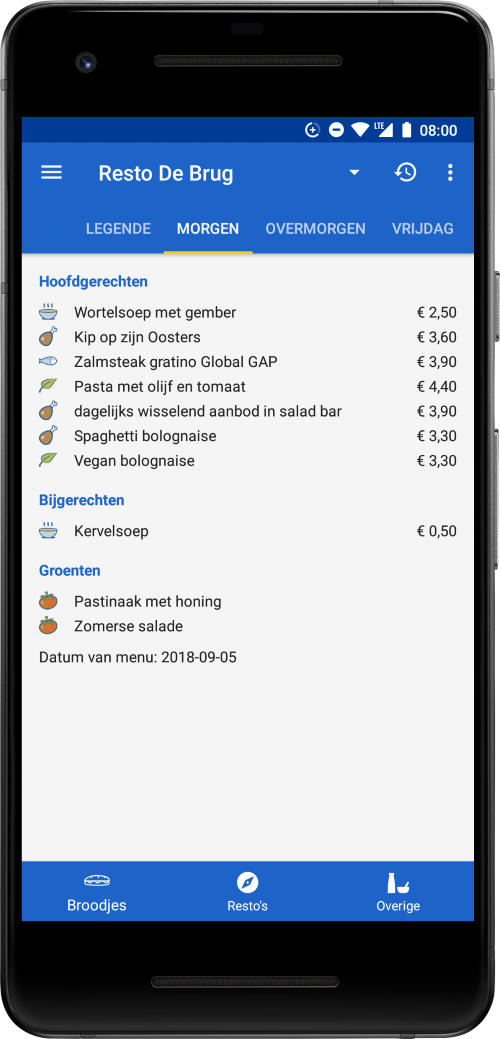 LTE 08:00
Resto De Brug
LEGENDE MORGEN OVERMORGEN VRIJDAG
Hoofdgerechten
Wortelsoep met gember € 2,50
Kip op zijn Oosters € 3,60
Zalmsteak gratino Global GAP € 3,90
Pasta met olijf en tomaat € 4,40
dagelijks wisselend aanbod in salad bar € 3,90
Spaghetti bolognaise € 3,30
Vegan bolognaise € 3,30
Bijgerechten
Kervelsoep € 0,50
Groenten
Pastinaak met honing
Zomerse salade
Datum van menu: 2018-09-05
Broodjes Resto's Overige